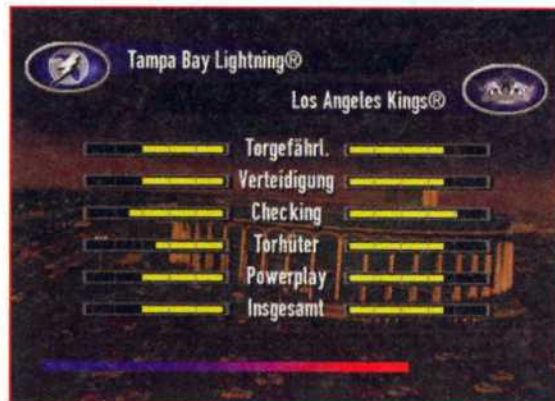 Tampa Bay Lightning®
Los Angeles Kings®
Torgefährl.
Verteidigung
Checking
Torhüter
Powerplay
Insgesamt